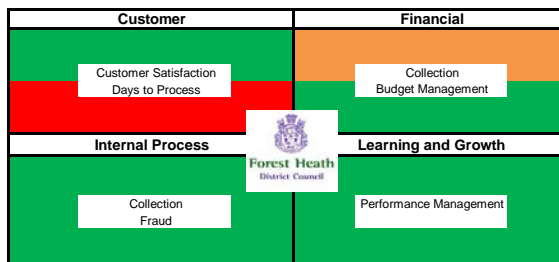 Customer
Financial
Customer Satisfaction
Days to Process
Collection
Budget Management
Internal Process
Learning and Growth
Forest Heath
District Council
Collection
Fraud
Performance Management